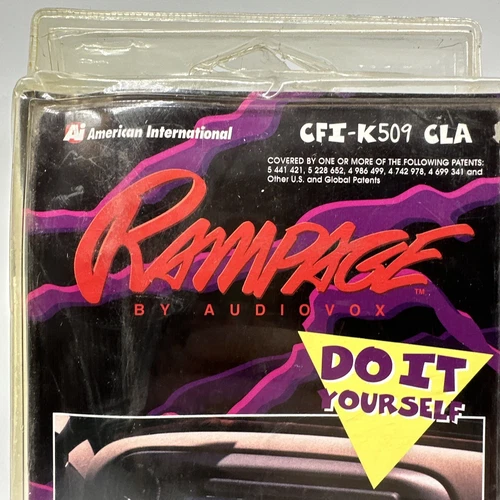 Ai American International
CFI-K509 CLA
COVERED BY ONE OR MORE OF THE FOLLOWING PATENTS:
5 441 421, 5 228 652, 4 986 499, 4 742 978, 4 699 341 and
Other U.S. and Global Patents
RAMPAGE™
BY AUDIOVOX
DO IT
YOURSELF